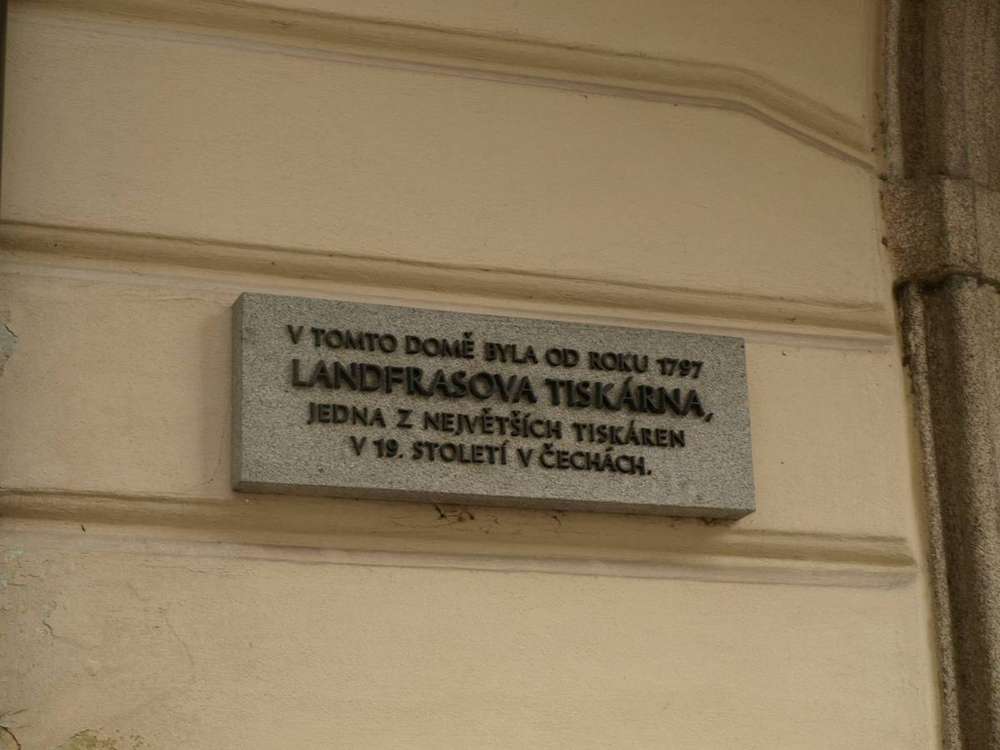 V TOMTO DOMĚ BYLA OD ROKU 1797
LANDFRASOVA TISKÁRNA,
JEDNA Z NEJVĚTŠÍCH TISKÁREN
V 19. STOLETÍ V ČECHÁCH.